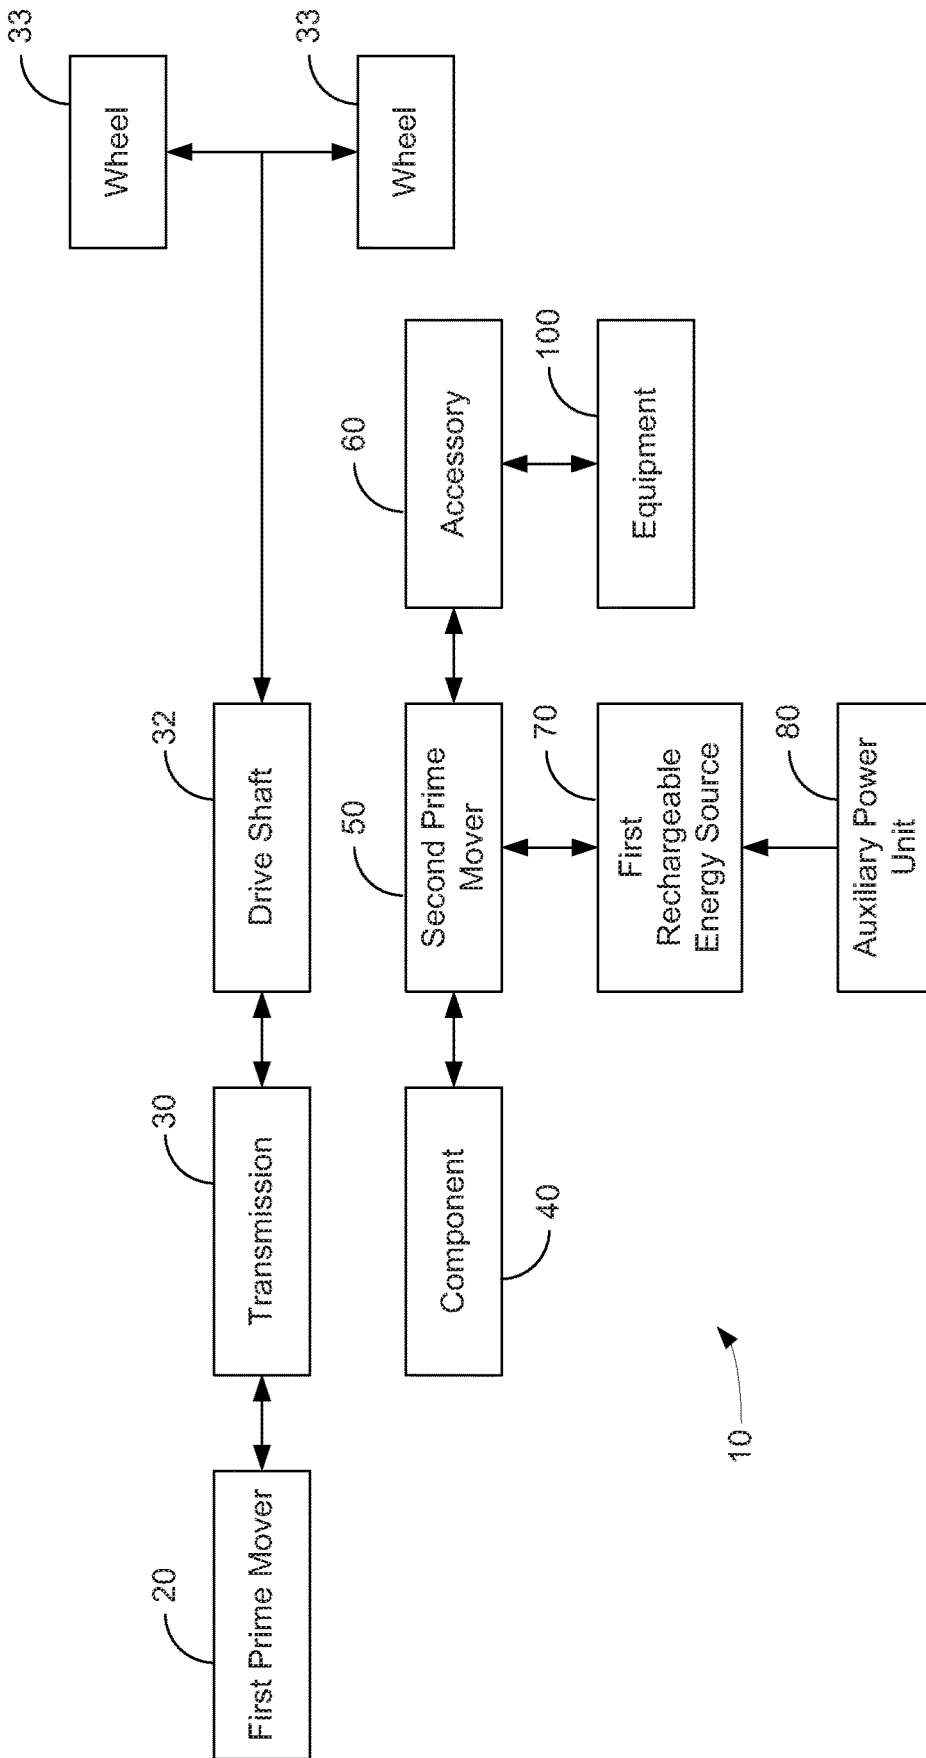 33
Wheel
33
Wheel
20
First Prime Mover
30
Transmission
32
Drive Shaft
40
Component
50
Second Prime
Mover
60
Accessory
70
First
Rechargeable
Energy Source
100
Equipment
80
Auxiliary Power
Unit
10